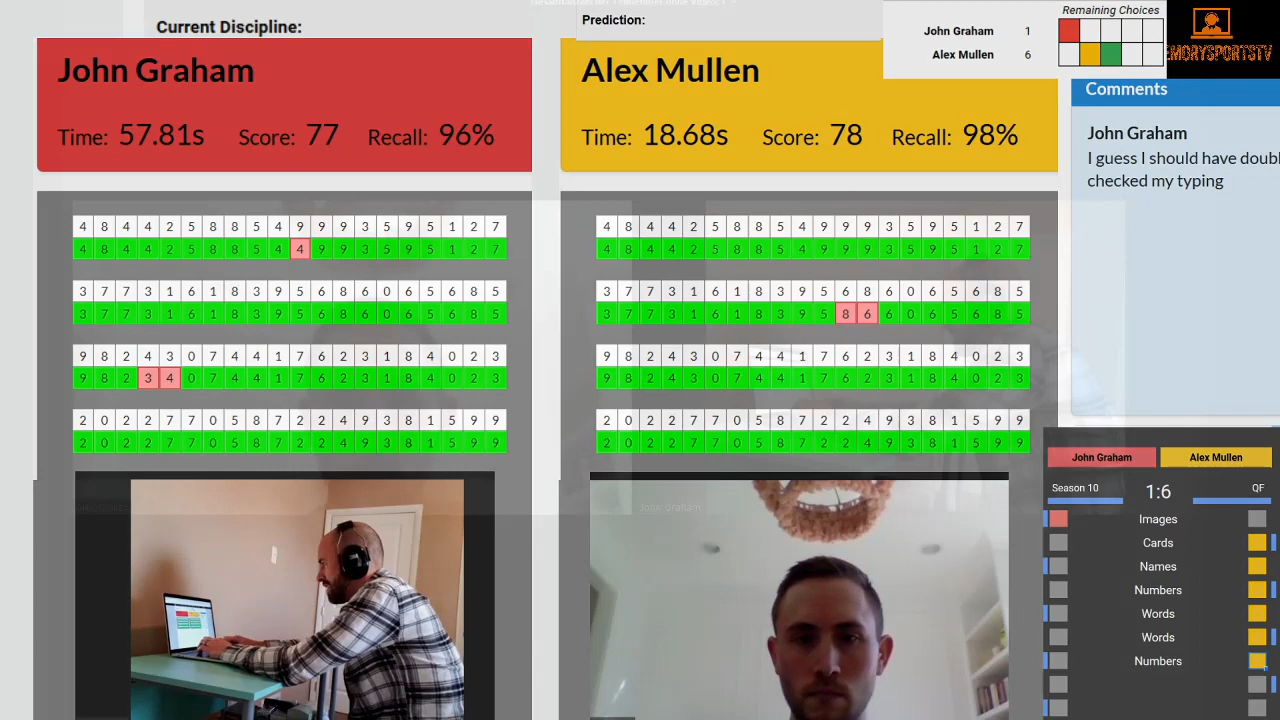 Current Discipline:
Prediction:
Remaining Choices
John Graham 1
Alex Mullen 6
EMORYSPORTSTV
John Graham
Time: 57.81s Score: 77 Recall: 96%
Alex Mullen
Time: 18.68s Score: 78 Recall: 98%
Comments
John Graham
I guess I should have doubl
checked my typing
4 8 4 4 2 5 8 8 5 4 9 9 9 3 5 9 5 1 2 7
4 8 4 4 2 5 8 8 5 4 4 9 9 3 5 9 5 1 2 7
3 7 7 3 1 6 1 8 3 9 5 6 8 6 0 6 5 6 8 5
3 7 7 3 1 6 1 8 3 9 5 6 8 6 0 6 5 6 8 5
9 8 2 4 3 0 7 4 4 1 7 6 2 3 1 8 4 0 2 3
9 8 2 3 4 0 7 4 4 1 7 6 2 3 1 8 4 0 2 3
2 0 2 2 7 7 0 5 8 7 2 2 4 9 3 8 1 5 9 9
2 0 2 2 7 7 0 5 8 7 2 2 4 9 3 8 1 5 9 9
4 8 4 4 2 5 8 8 5 4 9 9 9 3 5 9 5 1 2 7
4 8 4 4 2 5 8 8 5 4 9 9 9 3 5 9 5 1 2 7
3 7 7 3 1 6 1 8 3 9 5 6 8 6 0 6 5 6 8 5
3 7 7 3 1 6 1 8 3 9 5 8 6 6 0 6 5 6 8 5
9 8 2 4 3 0 7 4 4 1 7 6 2 3 1 8 4 0 2 3
9 8 2 4 3 0 7 4 4 1 7 6 2 3 1 8 4 0 2 3
2 0 2 2 7 7 0 5 8 7 2 2 4 9 3 8 1 5 9 9
2 0 2 2 7 7 0 5 8 7 2 2 4 9 3 8 1 5 9 9
John Graham Alex Mullen
Season 10 1:6 QF
Images
Cards
Names
Numbers
Words
Words
Numbers